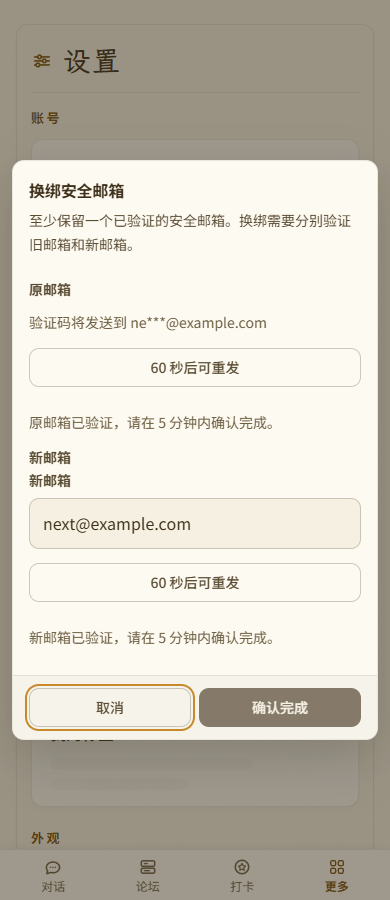 设置
账号
换绑安全邮箱
至少保留一个已验证的安全邮箱。换绑需要分别验证
旧邮箱和新邮箱。
原邮箱
验证码将发送到 ne***@example.com
60 秒后可重发
原邮箱已验证，请在 5 分钟内确认完成。
新邮箱
新邮箱
next@example.com
60 秒后可重发
新邮箱已验证，请在 5 分钟内确认完成。
取消
确认完成
外观
对话
论坛
打卡
更多